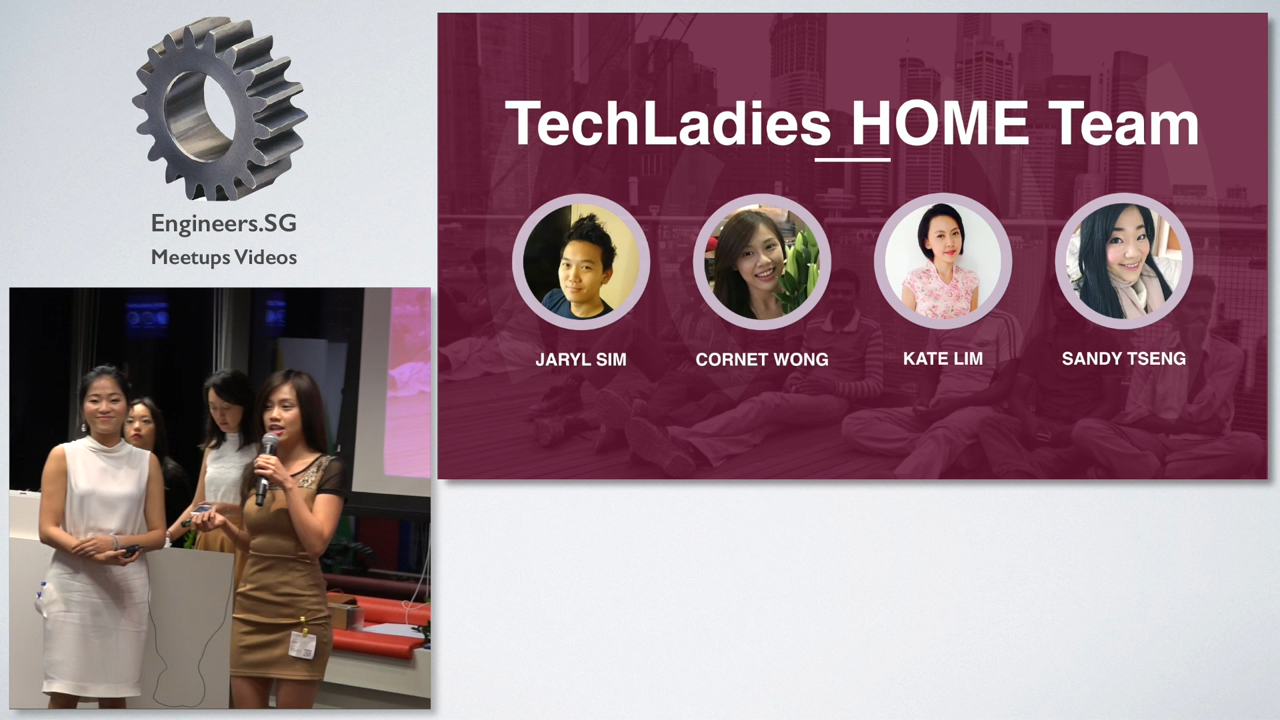 Engineers.SG
Meetups Videos
TechLadies HOME Team
JARYL SIM
CORNET WONG
KATE LIM
SANDY TSENG